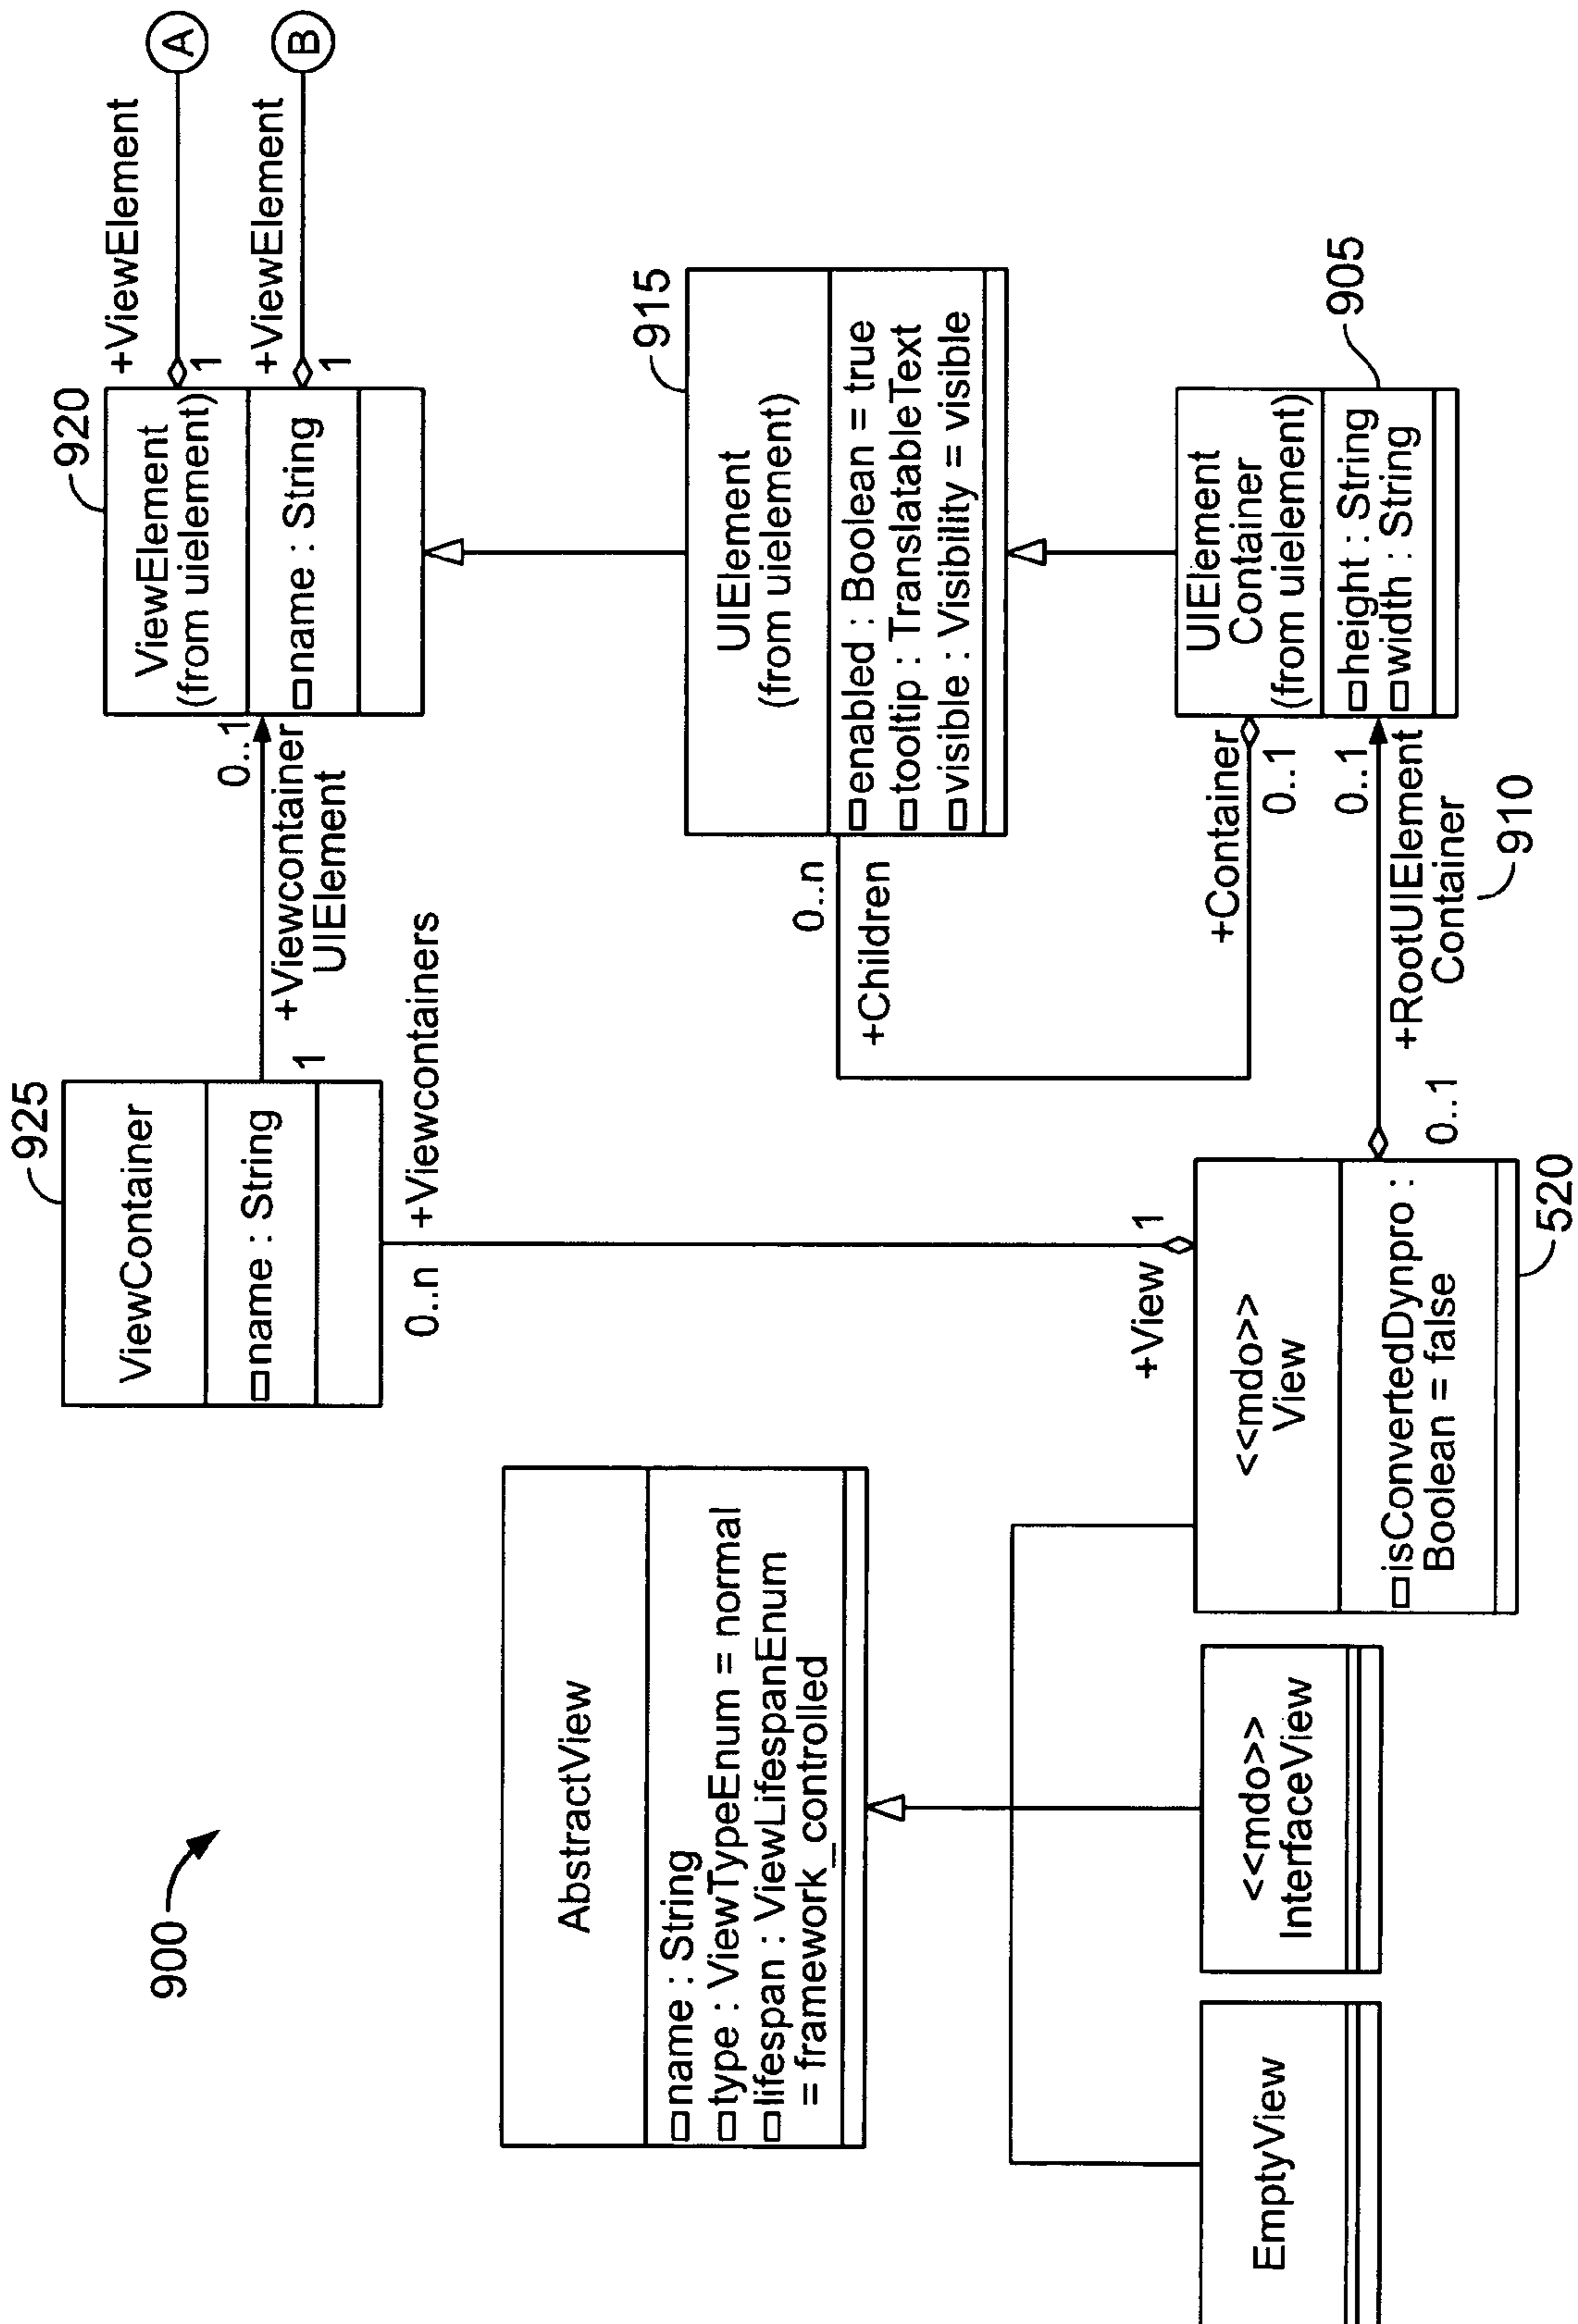 900
AbstractView
name : String
type : ViewTypeEnum = normal
lifespan : ViewLifespanEnum
= framework_controlled
EmptyView
<<mdo>>
InterfaceView
<<mdo>>
View
isConvertedDynpro :
Boolean = false
520
+View
1
0..n
+Viewcontainers
925
ViewContainer
name : String
1
+Viewcontainer
UIElement
0..1
920
ViewElement
(from uielement)
name : String
+ViewElement
1
A
+ViewElement
1
B
915
UIElement
(from uielement)
enabled : Boolean = true
tooltip : TranslatableText
visible : Visibility = visible
0..n
+Children
+Container
0..1
905
UIElement
Container
(from uielement)
height : String
width : String
0..1
+RootUIElement
Container
0..1
910